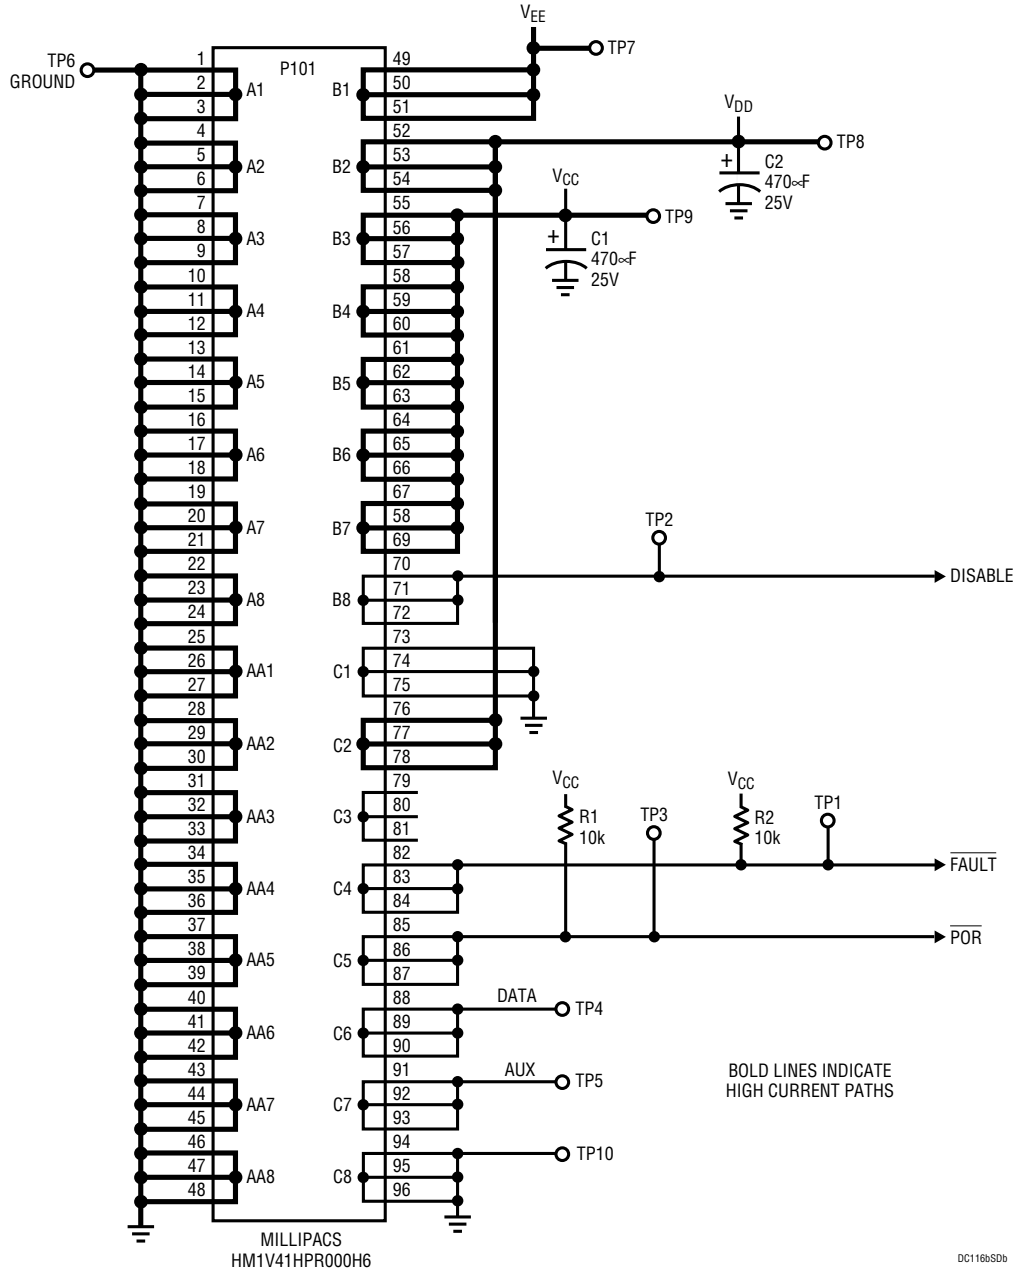 VEE
TP7
TP6
GROUND
P101
1
2
3
A1
4
5
6
A2
7
8
9
A3
10
11
12
A4
13
14
15
A5
16
17
18
A6
19
20
21
A7
22
23
24
A8
25
26
27
AA1
28
29
30
AA2
31
32
33
AA3
34
35
36
AA4
37
38
39
AA5
40
41
42
AA6
43
44
45
AA7
46
47
48
AA8
49
50
51
B1
52
53
54
B2
55
56
57
B3
58
59
60
B4
61
62
63
B5
64
65
66
B6
67
58
69
B7
70
71
72
B8
73
74
75
C1
76
77
78
C2
79
80
81
C3
82
83
84
C4
85
86
87
C5
88
89
90
C6
91
92
93
C7
94
95
96
C8
VDD
TP8
+
C2
470∝F
25V
VCC
TP9
+
C1
470∝F
25V
TP2
DISABLE
VCC
R1
10k
TP3
VCC
R2
10k
TP1
FAULT
POR
DATA
TP4
AUX
TP5
TP10
BOLD LINES INDICATE
HIGH CURRENT PATHS
MILLIPACS
HM1V41HPR000H6
DC116bSDb